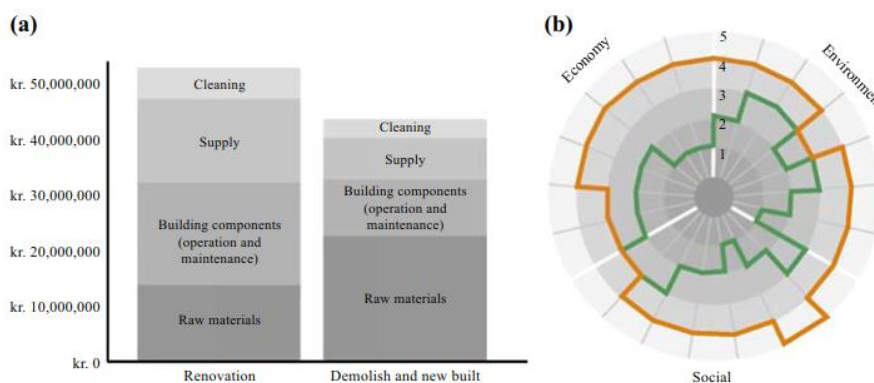 (a)
kr. 50,000,000
kr. 40,000,000
kr. 30,000,000
kr. 20,000,000
kr. 10,000,000
kr. 0
Cleaning
Supply
Building components
(operation and
maintenance)
Raw materials
Renovation
Cleaning
Supply
Building components
(operation and
maintenance)
Raw materials
Demolish and new built
(b)
Economy
Environment
5
4
3
2
1
Social